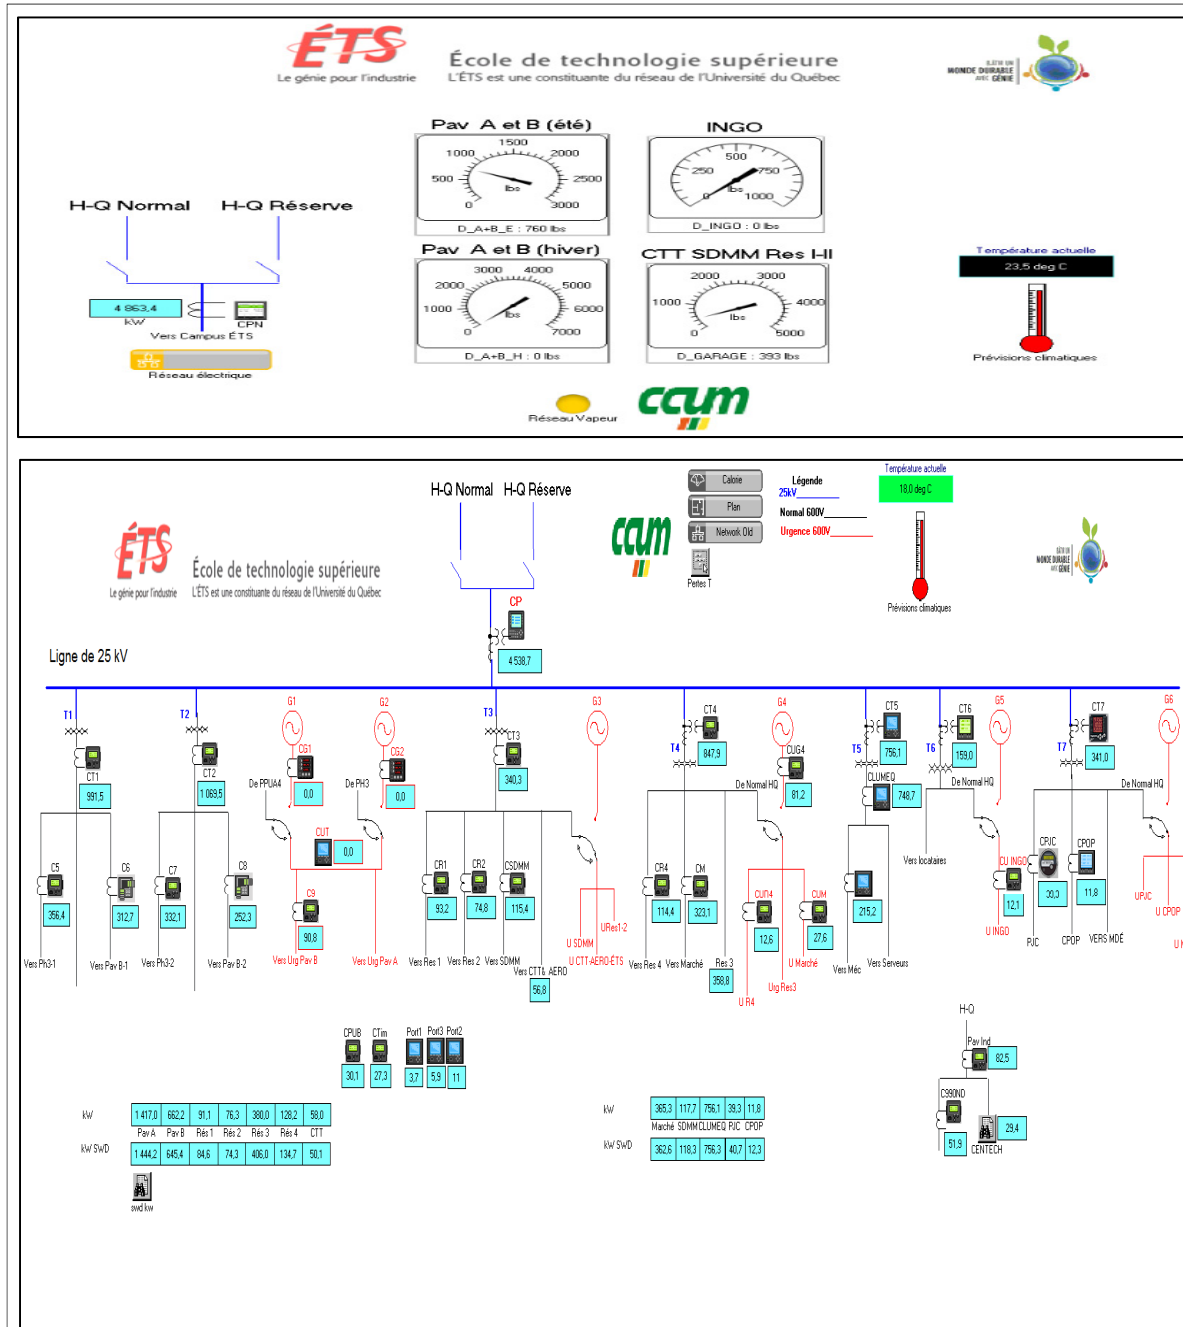 ÉTS
Le génie pour l'industrie
École de technologie supérieure
L'ÉTS est une constituante du réseau de l'Université du Québec
BÂTIR UN
MONDE DURABLE
AVEC GÉNIE
Pav A et B (été)
0 500 1000 1500 2000 2500 3000
lbs
D_A+B_E : 760 lbs
INGO
0 250 500 750 1000
lbs
D_INGO : 0 lbs
H-Q Normal H-Q Réserve
4 863,4
kW
CPN
Vers Campus ÉTS
Réseau électrique
Pav A et B (hiver)
0 1000 2000 3000 4000 5000 6000 7000
lbs
D_A+B_H : 0 lbs
CTT SDMM Res I-II
0 1000 2000 3000 4000 5000
lbs
D_GARAGE : 393 lbs
Température actuelle
23,5 deg C
Prévisions climatiques
Réseau Vapeur
ccum
ÉTS
Le génie pour l'industrie
École de technologie supérieure
L'ÉTS est une constituante du réseau de l'Université du Québec
H-Q Normal H-Q Réserve
ccum
Calorie
Plan
Network Old
Pertes T
Légende
25kV
Normal 600V
Urgence 600V
Température actuelle
18,0 deg C
Prévisions climatiques
BÂTIR UN
MONDE DURABLE
AVEC GÉNIE
CP
4 538,7
Ligne de 25 kV
T1
CT1
991,5
C5
356,4
Vers Ph3-1
C6
312,7
Vers Pav B-1
T2
CT2
1 069,5
C7
332,1
Vers Ph3-2
C8
252,3
Vers Pav B-2
G1
CG1
0,0
De PPUA4
G2
CG2
0,0
De PH3
CUT
0,0
C9
90,8
Vers Urg Pav B
Vers Urg Pav A
T3
CT3
340,3
CR1
93,2
Vers Res 1
CR2
74,8
Vers Res 2
CSDMM
115,4
Vers SDMM
Vers CTT& AERO
56,8
G3
U SDMM
URes1-2
U CTT-AERO-ÉTS
T4
CT4
847,9
CR4
114,4
Vers Res 4
CM
323,1
Vers Marché
Res 3
358,8
G4
CUG4
81,2
De Normal HQ
12,6
U R4
Urg Res3
CUM
27,6
U Marché
T5
CT5
756,1
CLUMEQ
748,7
215,2
Vers Méc
Vers Serveurs
T6
CT6
159,0
Vers locataires
G5
De Normal HQ
CU INGO
12,1
U INGO
T7
CT7
341,0
CPJC
PJC
CPOP
11,8
CPOP
VERS MDÉ
G6
De Normal HQ
UPJC
U CPOP
CPUB
30,1
CTim
27,3
Port1 Port3 Port2
3,7 5,9 11
kW 1 417,0 662,2 91,1 76,3 380,0 128,2 58,0
Pav A Pav B Rés 1 Rés 2 Rés 3 Rés 4 CTT
kW SWD 1 444,2 645,4 84,6 74,3 406,0 134,7 50,1
swd kw
kW 365,3 117,7 756,1 39,3 11,8
Marché SDMM CLUMEQ PJC CPOP
kW SWD 362,6 118,3 756,3 40,7 12,3
H-Q
Pav Ind
82,5
C990ND
51,9
29,4
CENTECH